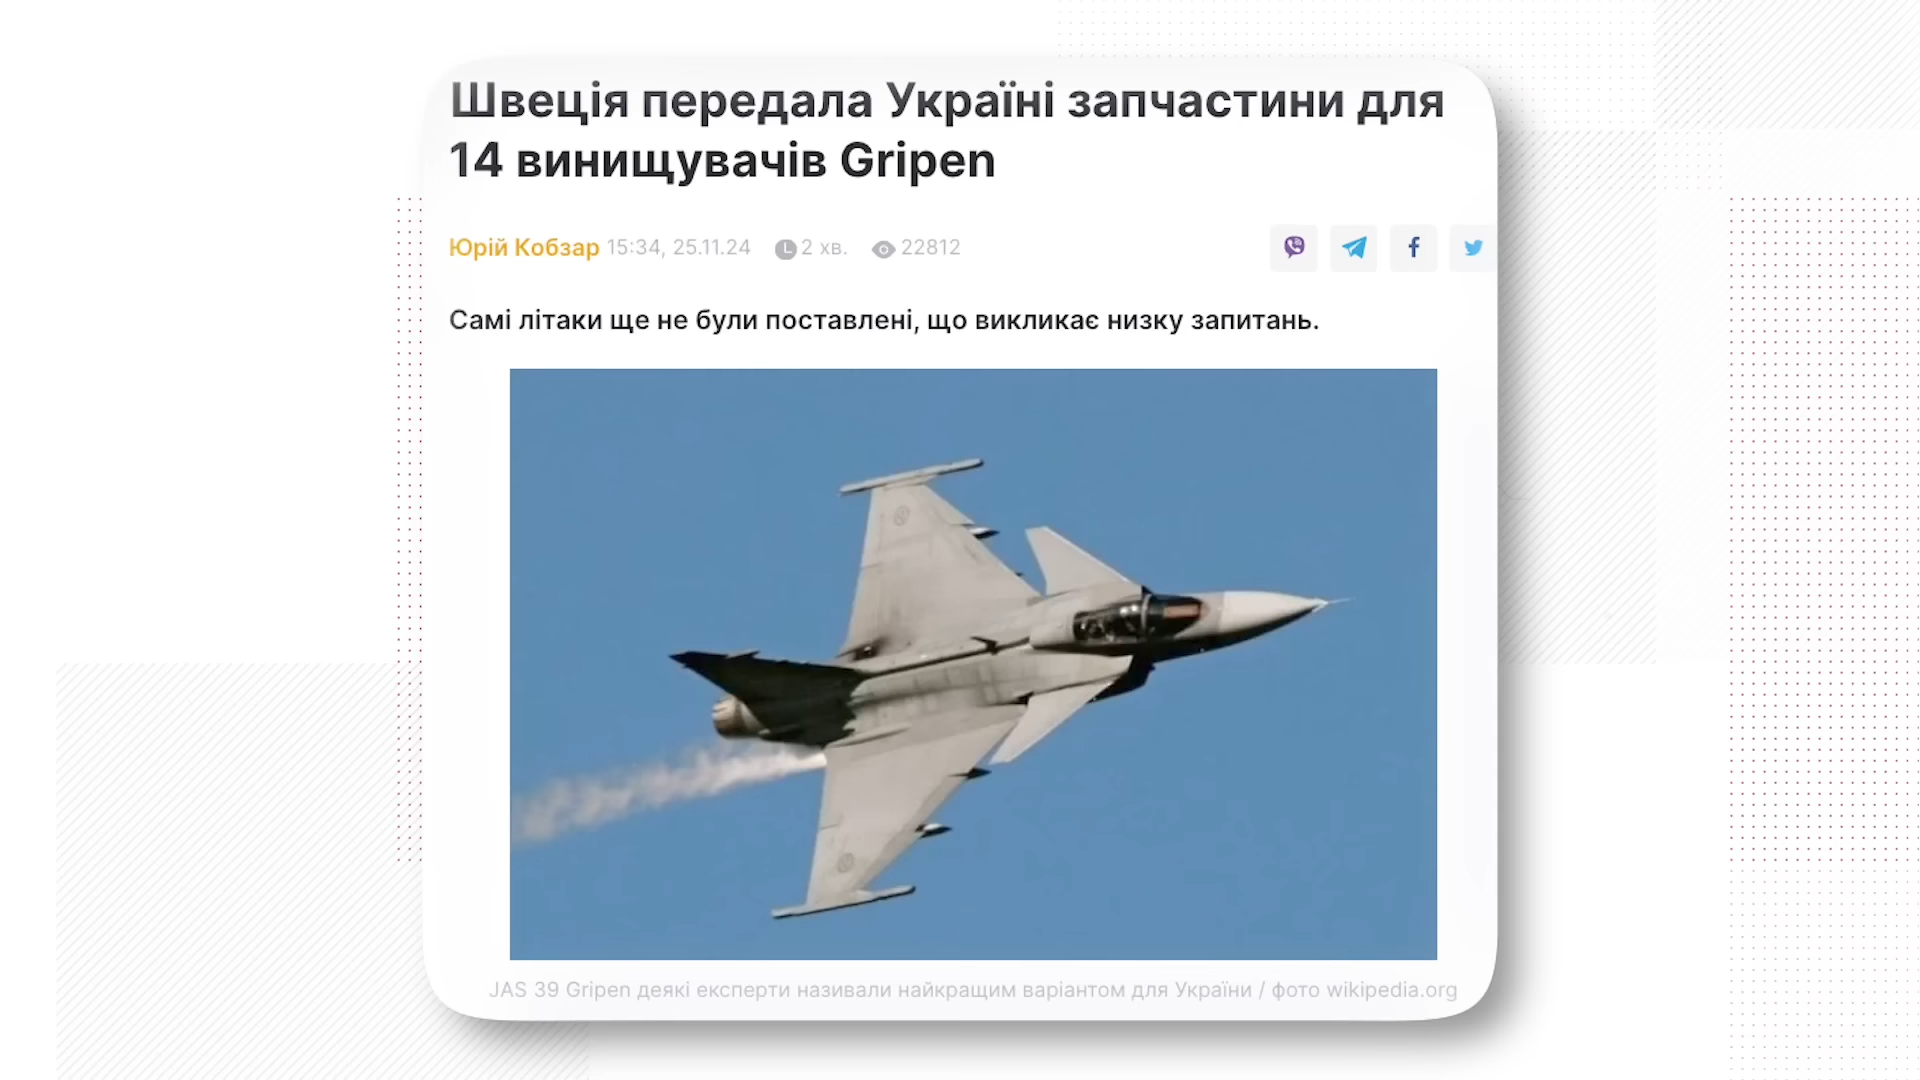 Швеція передала Україні запчастини для
14 винищувачів Gripen
Юрій Кобзар 15:34, 25.11.24 2 хв. 22812
Самі літаки ще не були поставлені, що викликає низку запитань.
JAS 39 Gripen деякі експерти називали найкращим варіантом для України / фото wikipedia.org